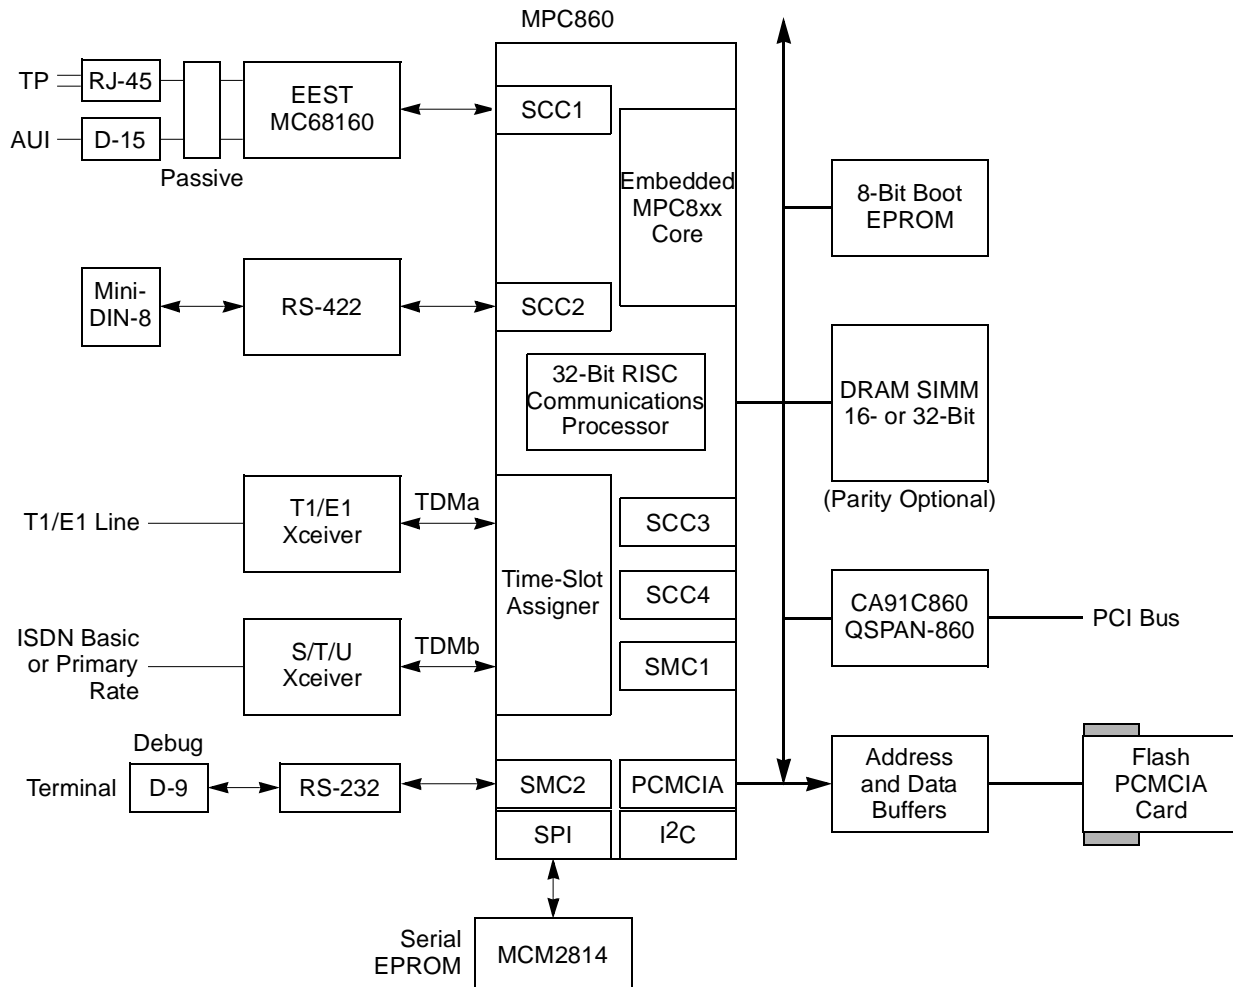 MPC860
TP
RJ-45
AUI
D-15
Passive
EEST
MC68160
SCC1
Embedded
MPC8xx
Core
8-Bit Boot
EPROM
Mini-
DIN-8
RS-422
SCC2
32-Bit RISC
Communications
Processor
DRAM SIMM
16- or 32-Bit
(Parity Optional)
T1/E1 Line
T1/E1
Xceiver
TDMa
Time-Slot
Assigner
SCC3
SCC4
SMC1
CA91C860
QSPAN-860
PCI Bus
ISDN Basic
or Primary
Rate
S/T/U
Xceiver
TDMb
Debug
Terminal
D-9
RS-232
SMC2
PCMCIA
Address
and Data
Buffers
Flash
PCMCIA
Card
SPI
I²C
Serial
EPROM
MCM2814